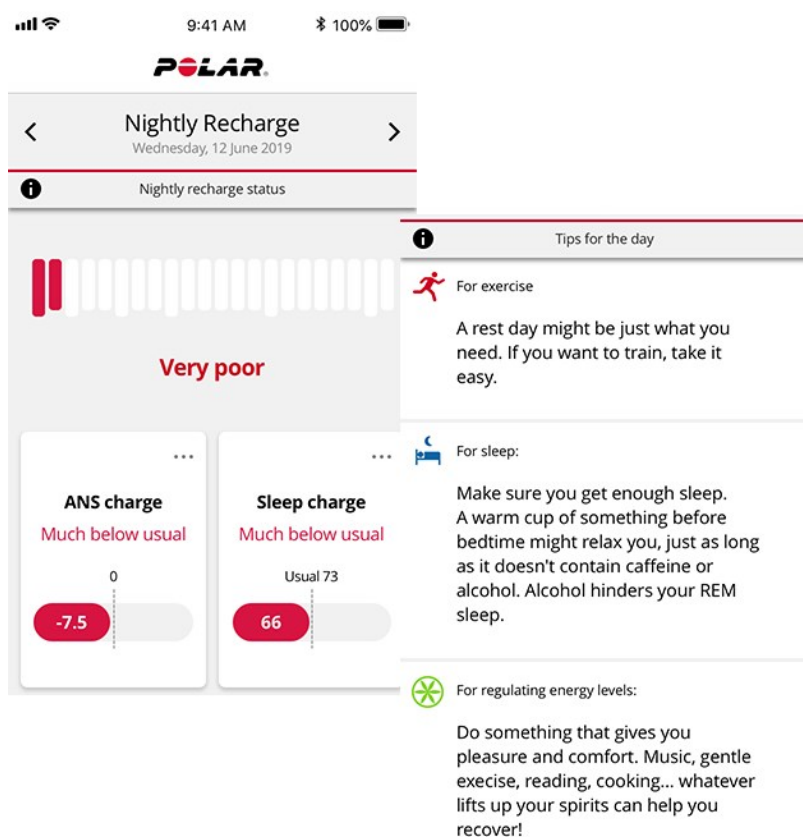 9:41 AM
100%
POLAR
Nightly Recharge
Wednesday, 12 June 2019
Nightly recharge status
Very poor
ANS charge
Much below usual
0
-7.5
Sleep charge
Much below usual
Usual 73
66
Tips for the day
For exercise
A rest day might be just what you
need. If you want to train, take it
easy.
For sleep:
Make sure you get enough sleep.
A warm cup of something before
bedtime might relax you, just as long
as it doesn't contain caffeine or
alcohol. Alcohol hinders your REM
sleep.
For regulating energy levels:
Do something that gives you
pleasure and comfort. Music, gentle
execise, reading, cooking... whatever
lifts up your spirits can help you
recover!